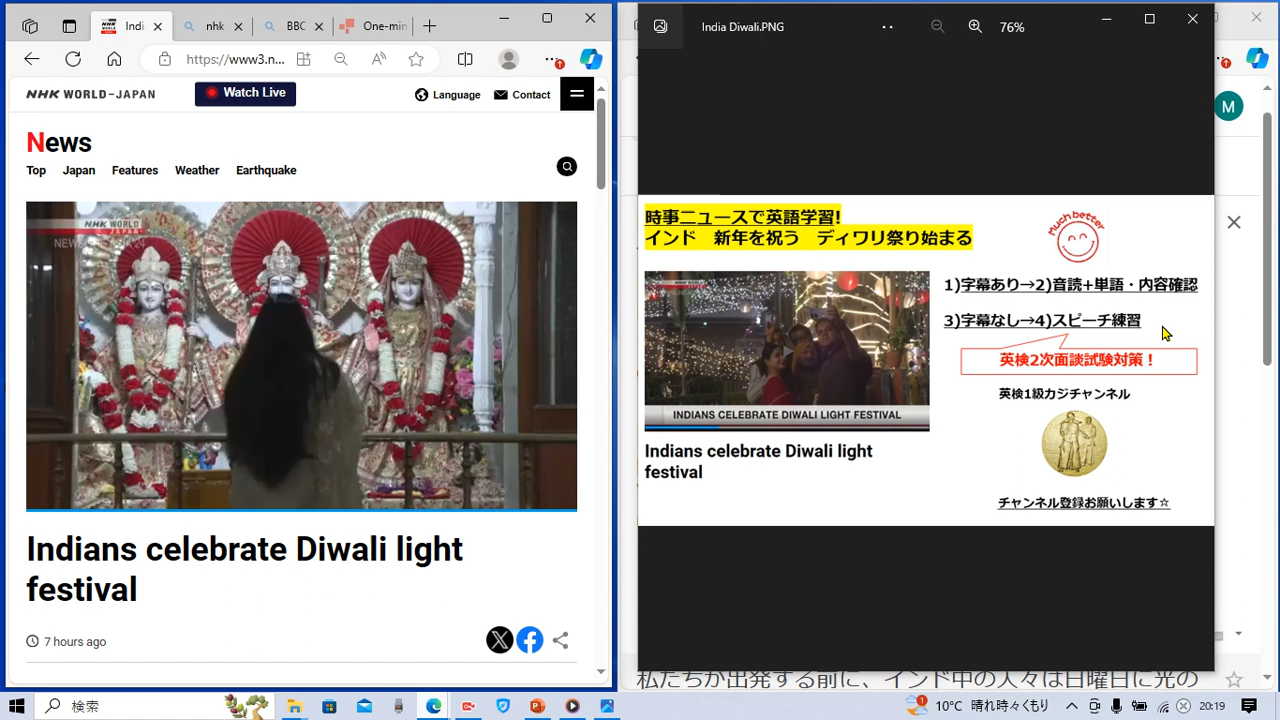 Indi
nhk
BBC
One-min
https://www3.n...
NHK WORLD-JAPAN
Watch Live
Language
Contact
News
Top Japan Features Weather Earthquake
NHK WORLD
JAPAN
Indians celebrate Diwali light
festival
7 hours ago
India Diwali.PNG
76%
時事ニュースで英語学習!
インド 新年を祝う ディワリ祭り始まる
Much better
1)字幕あり→2)音読+単語・内容確認
3)字幕なし→4)スピーチ練習
英検2次面談試験対策！
英検1級カジチャンネル
INDIANS CELEBRATE DIWALI LIGHT FESTIVAL
Indians celebrate Diwali light
festival
チャンネル登録お願いします☆
M
私たちが出発する前に、インド中の人々は日曜日に光の
検索
10°C 晴れ時々くもり
20:19